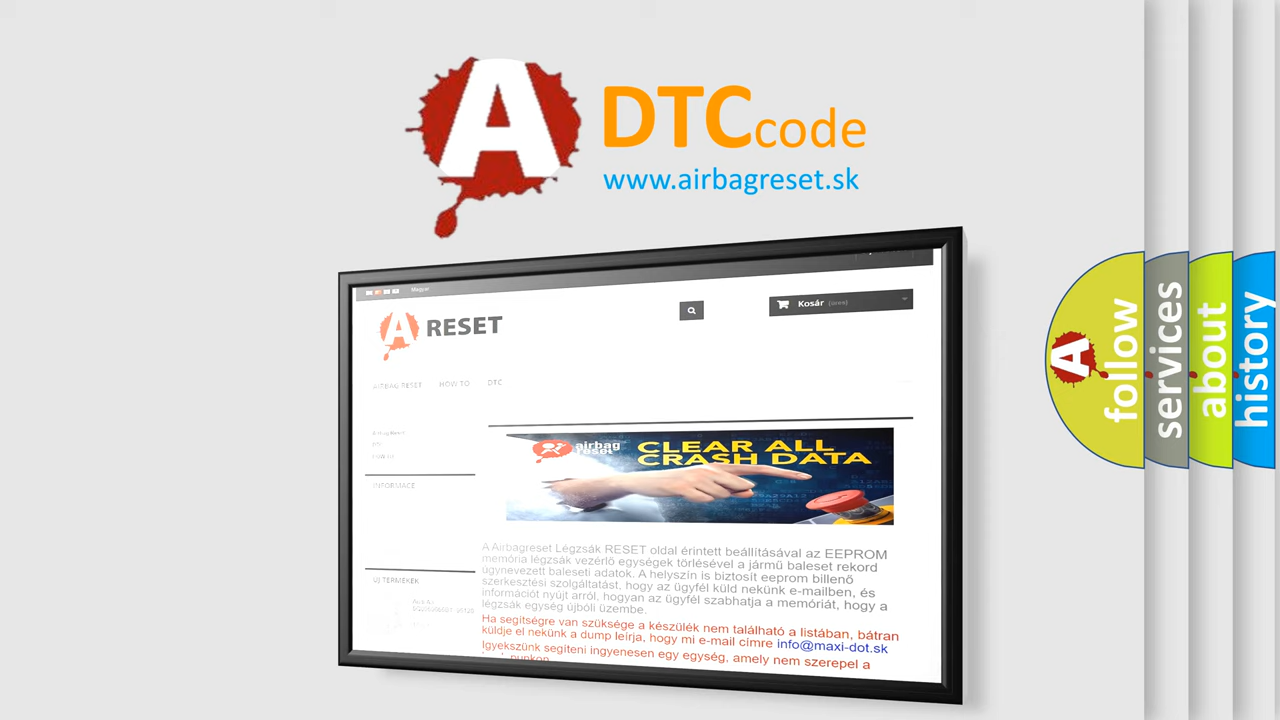 A
DTCcode
www.airbagreset.sk
Magyar
A RESET
Kosár (üres)
AIRBAG RESET HOW TO DTC
INFORMACE
airbag
reset
CLEAR ALL
CRASH DATA
A Airbagreset Légzsák RESET oldal érintett beállításával az EEPROM
memória légzsák vezérlő egységek törlésével a jármű baleset rekord
úgynevezett baleseti adatok. A helyszín is biztosít eeprom billenő
szerkesztési szolgáltatást, hogy az ügyfél küld nekünk e-mailben, és
információt nyújt arról, hogyan az ügyfél szabhatja a memóriát, hogy a
légzsák egység újbóli üzembe.
ÚJ TERMÉKEK
Ha segítségre van szüksége a készülék nem található a listában, bátran
küldje el nekünk a dump leírja, hogy mi e-mail címre info@maxi-dot.sk
Igyekszünk segíteni ingyenesen egy egység, amely nem szerepel a
A
follow
services
about
history